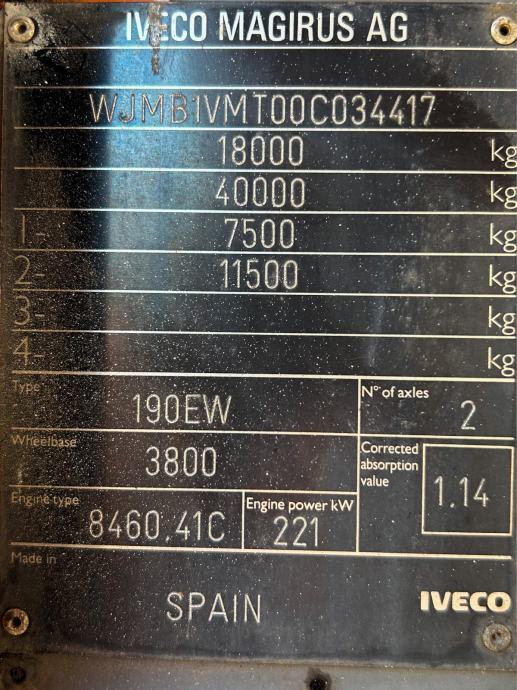 IVECO MAGIRUS AG
WJMB1VMT00C034417
18000 kg
40000 kg
1- 7500 kg
2- 11500 kg
3- kg
4- kg
Type 190EW
N° of axles 2
Wheelbase 3800
Corrected absorption value 1.14
Engine type 8460.41C
Engine power kW 221
Made in SPAIN
IVECO